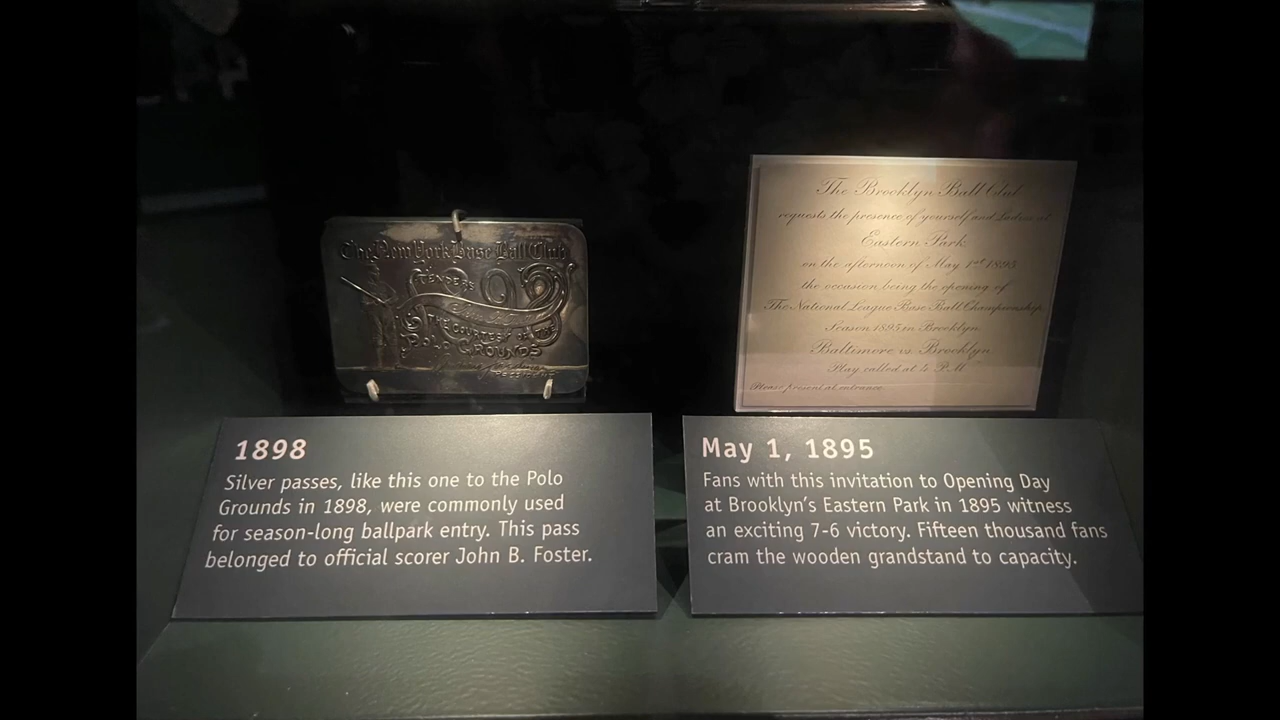 The New York Base Ball Club
TENDERS
THE COURTESY OF THE
POLO GROUNDS
1898
Silver passes, like this one to the Polo
Grounds in 1898, were commonly used
for season-long ballpark entry. This pass
belonged to official scorer John B. Foster.
The Brooklyn Ball Club
requests the presence of yourself and Ladies at
Eastern Park
on the afternoon of May 1st 1895
the occasion being the opening of
The National League Base Ball Championship
Season 1895 in Brooklyn
Baltimore vs. Brooklyn
Play called at 4 P.M
Please present at entrance
May 1, 1895
Fans with this invitation to Opening Day
at Brooklyn's Eastern Park in 1895 witness
an exciting 7-6 victory. Fifteen thousand fans
cram the wooden grandstand to capacity.